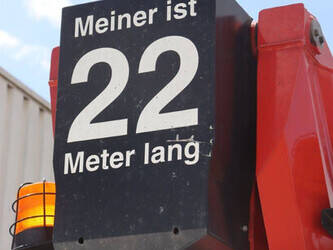 Meiner ist
22
Meter lang